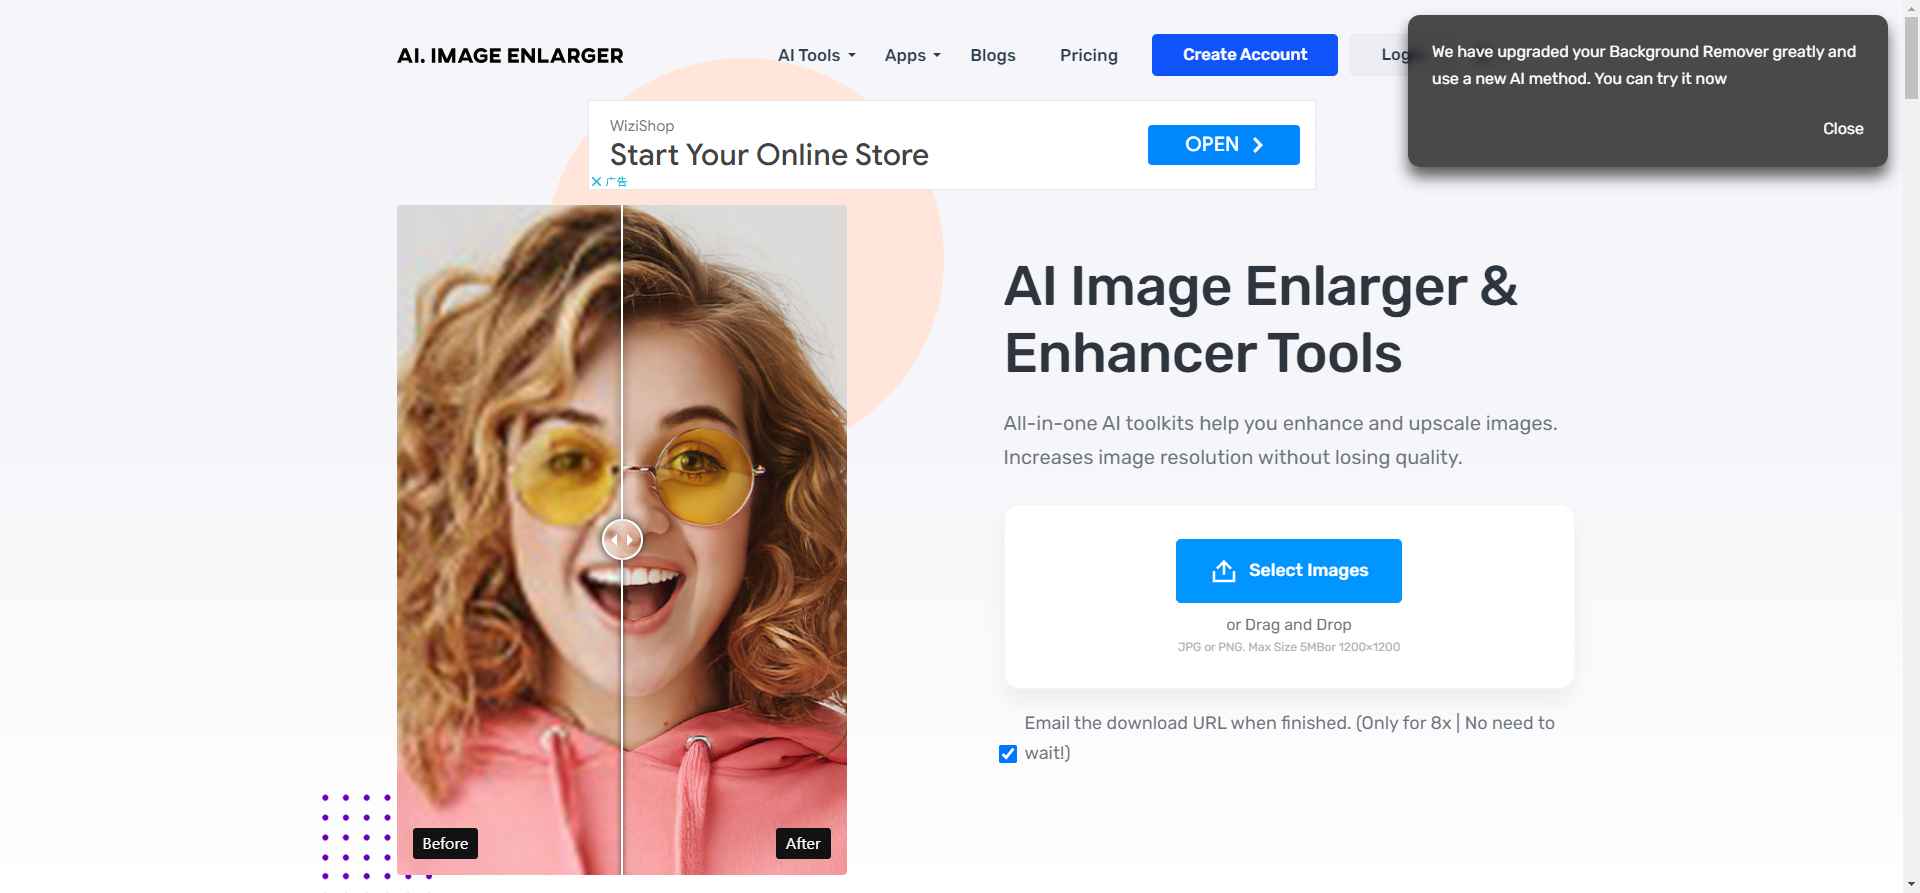 AI. IMAGE ENLARGER
AI Tools
Apps
Blogs
Pricing
Create Account
We have upgraded your Background Remover greatly and
use a new AI method. You can try it now
Close
WiziShop
Start Your Online Store
OPEN
广告
AI Image Enlarger &
Enhancer Tools
All-in-one AI toolkits help you enhance and upscale images.
Increases image resolution without losing quality.
Select Images
or Drag and Drop
JPG or PNG. Max Size 5MBor 1200×1200
Email the download URL when finished. (Only for 8x | No need to
wait!)
Before
After